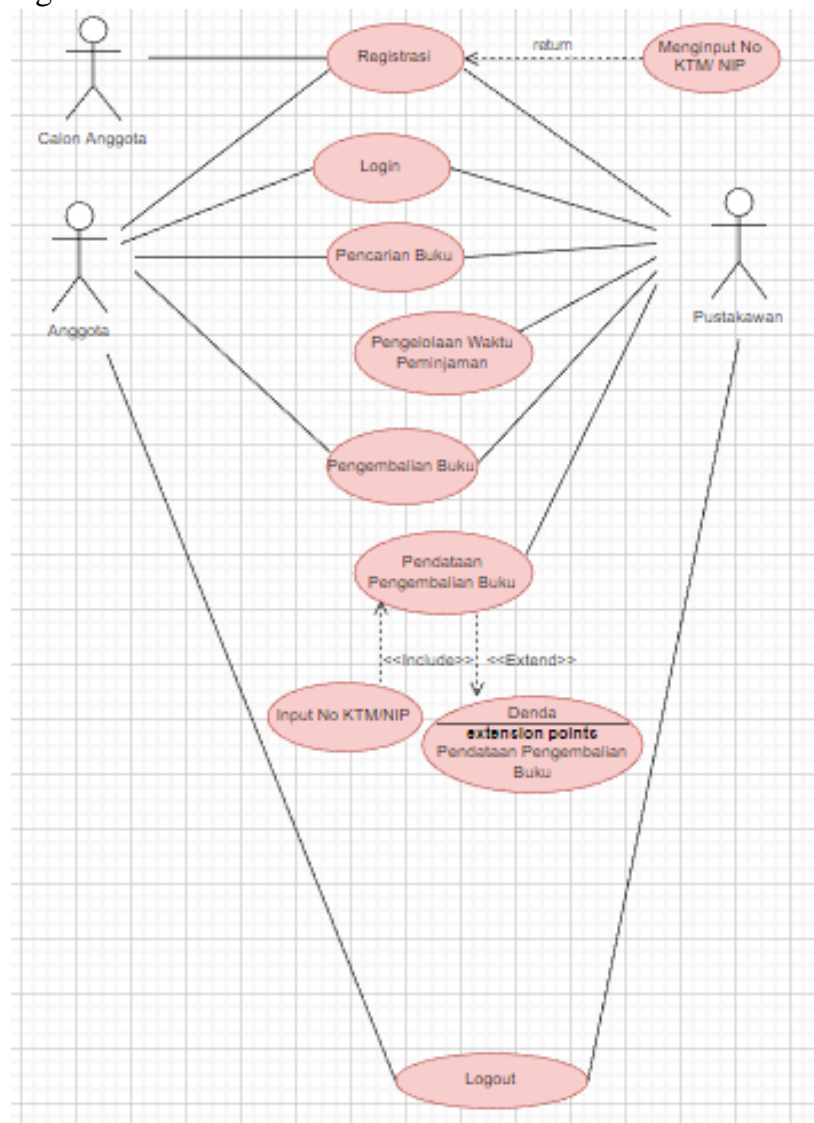 Registrasi
return
Menginput No
KTM/ NIP
Calon Anggota
Login
Pencarian Buku
Anggota
Pustakawan
Pengelolaan Waktu
Peminjaman
Pengembalian Buku
Pendataan
Pengembalian Buku
<<Include>>
<<Extend>>
Input No KTM/NIP
Denda
extension points
Pendataan Pengembalian
Buku
Logout